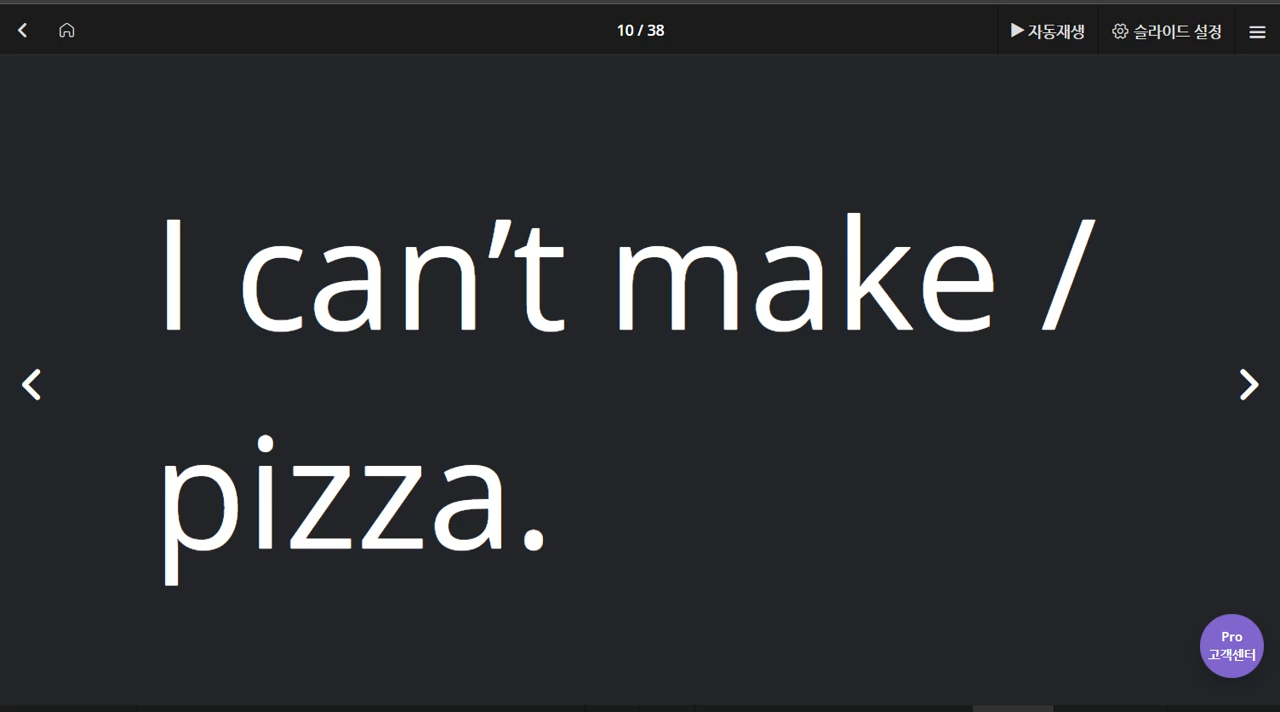 10 / 38
▶ 자동재생
슬라이드 설정
I can’t make /
pizza.
Pro
고객센터